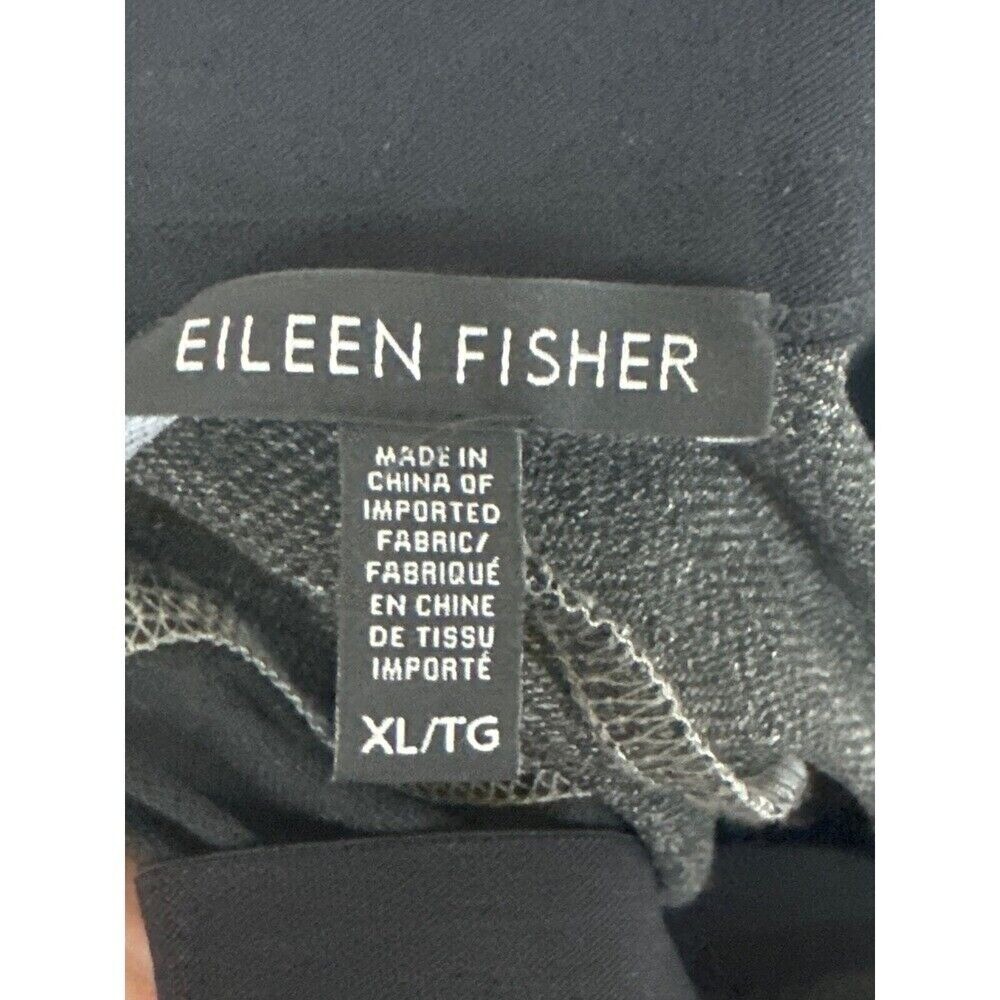 EILEEN FISHER
MADE IN
CHINA OF
IMPORTED
FABRIC/
FABRIQUÉ
EN CHINE
DE TISSU
IMPORTÉ
XL/TG